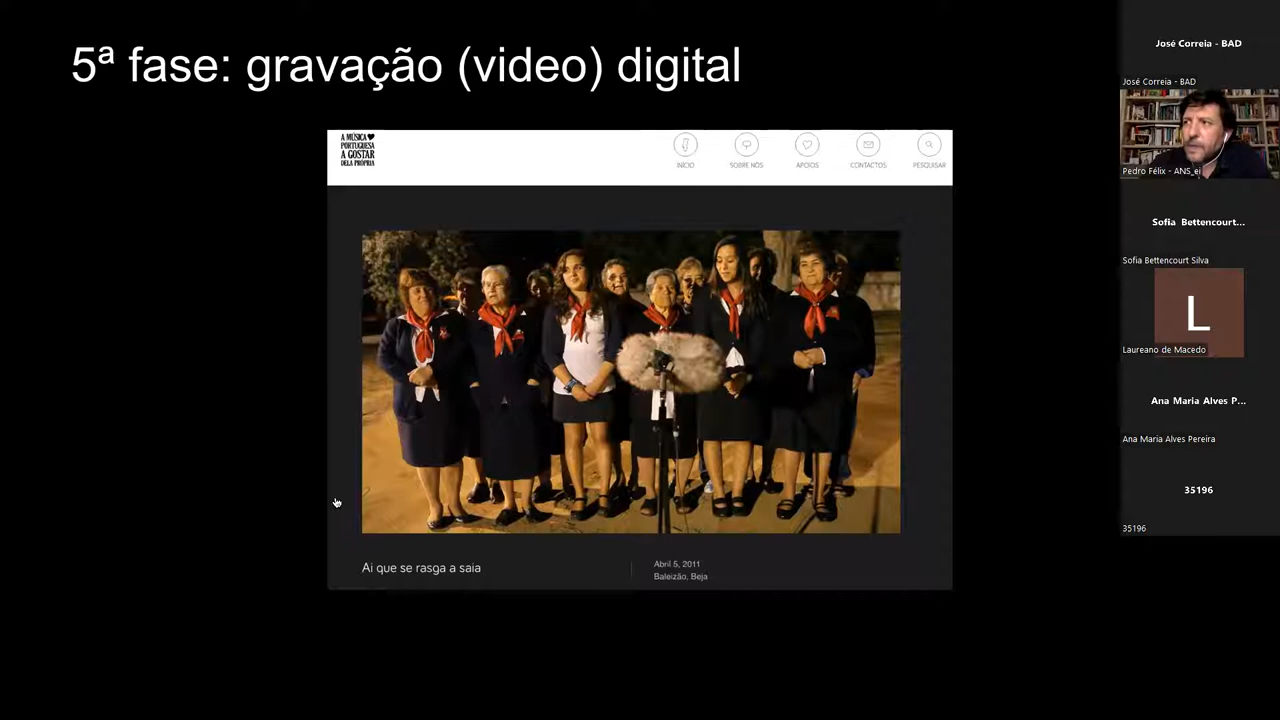 5ª fase: gravação (video) digital
A MÚSICA
PORTUGUESA
A GOSTAR
DELA PRÓPRIA
INÍCIO
SOBRE NÓS
APOIOS
CONTACTOS
PESQUISAR
Ai que se rasga a saia
Abril 5, 2011
Baleizão, Beja
José Correia - BAD
José Correia - BAD
Pedro Félix - ANS_ei
Sofia Bettencourt...
Sofia Bettencourt Silva
L
Laureano de Macedo
Ana Maria Alves P...
Ana Maria Alves Pereira
35196
35196